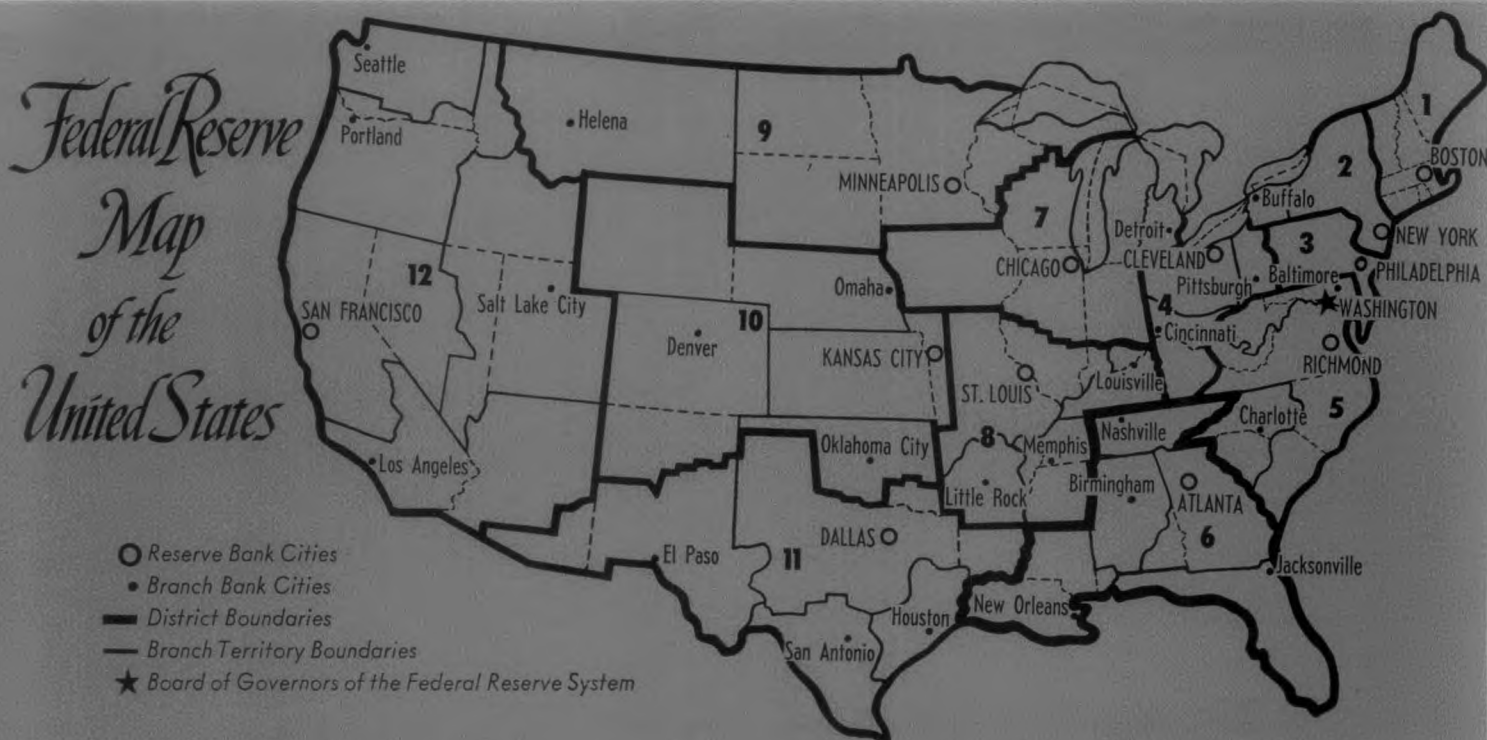 Federal Reserve
Map
of the
United States
Seattle
Portland
Helena
9
MINNEAPOLIS
1
BOSTON
2
Buffalo
NEW YORK
7
Detroit
3
CHICAGO
CLEVELAND
Pittsburgh
Baltimore
PHILADELPHIA
12
SAN FRANCISCO
Salt Lake City
Omaha
10
Denver
KANSAS CITY
4
Cincinnati
WASHINGTON
RICHMOND
ST. LOUIS
Louisville
5
Charlotte
Nashville
8
Memphis
Los Angeles
Oklahoma City
Little Rock
Birmingham
ATLANTA
6
DALLAS
El Paso
11
Jacksonville
Houston
New Orleans
San Antonio
Reserve Bank Cities
Branch Bank Cities
District Boundaries
Branch Territory Boundaries
Board of Governors of the Federal Reserve System